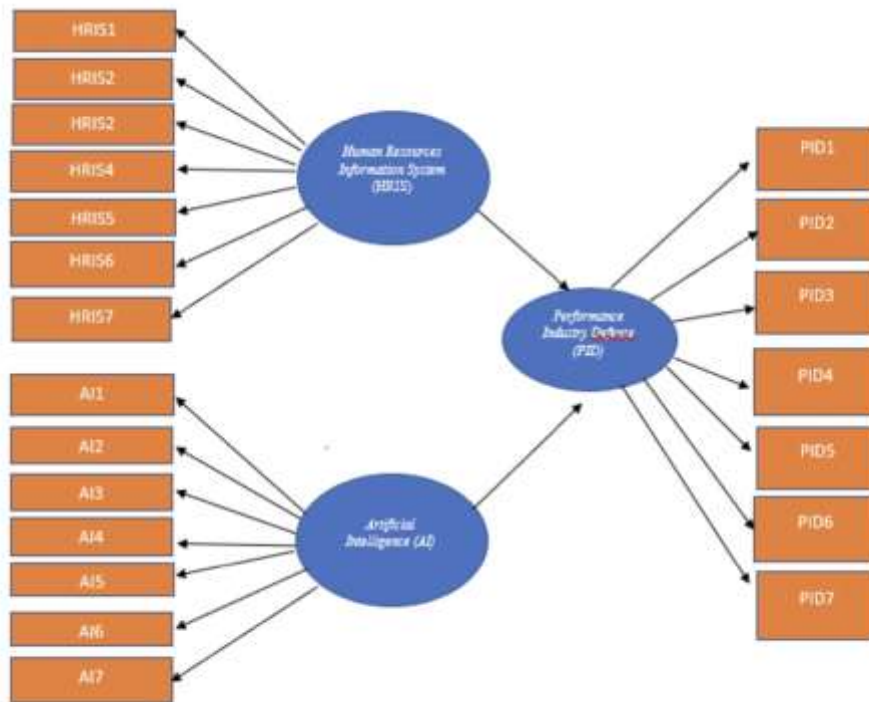 HRIS1
HRIS2
HRIS2
HRIS4
HRIS5
HRIS6
HRIS7
Human Resources
Information System
(HRIS)
PID1
PID2
PID3
PID4
PID5
PID6
PID7
Performance
Industry Defence
(PID)
AI1
AI2
AI3
AI4
AI5
AI6
AI7
Artificial
Intelligence (AI)